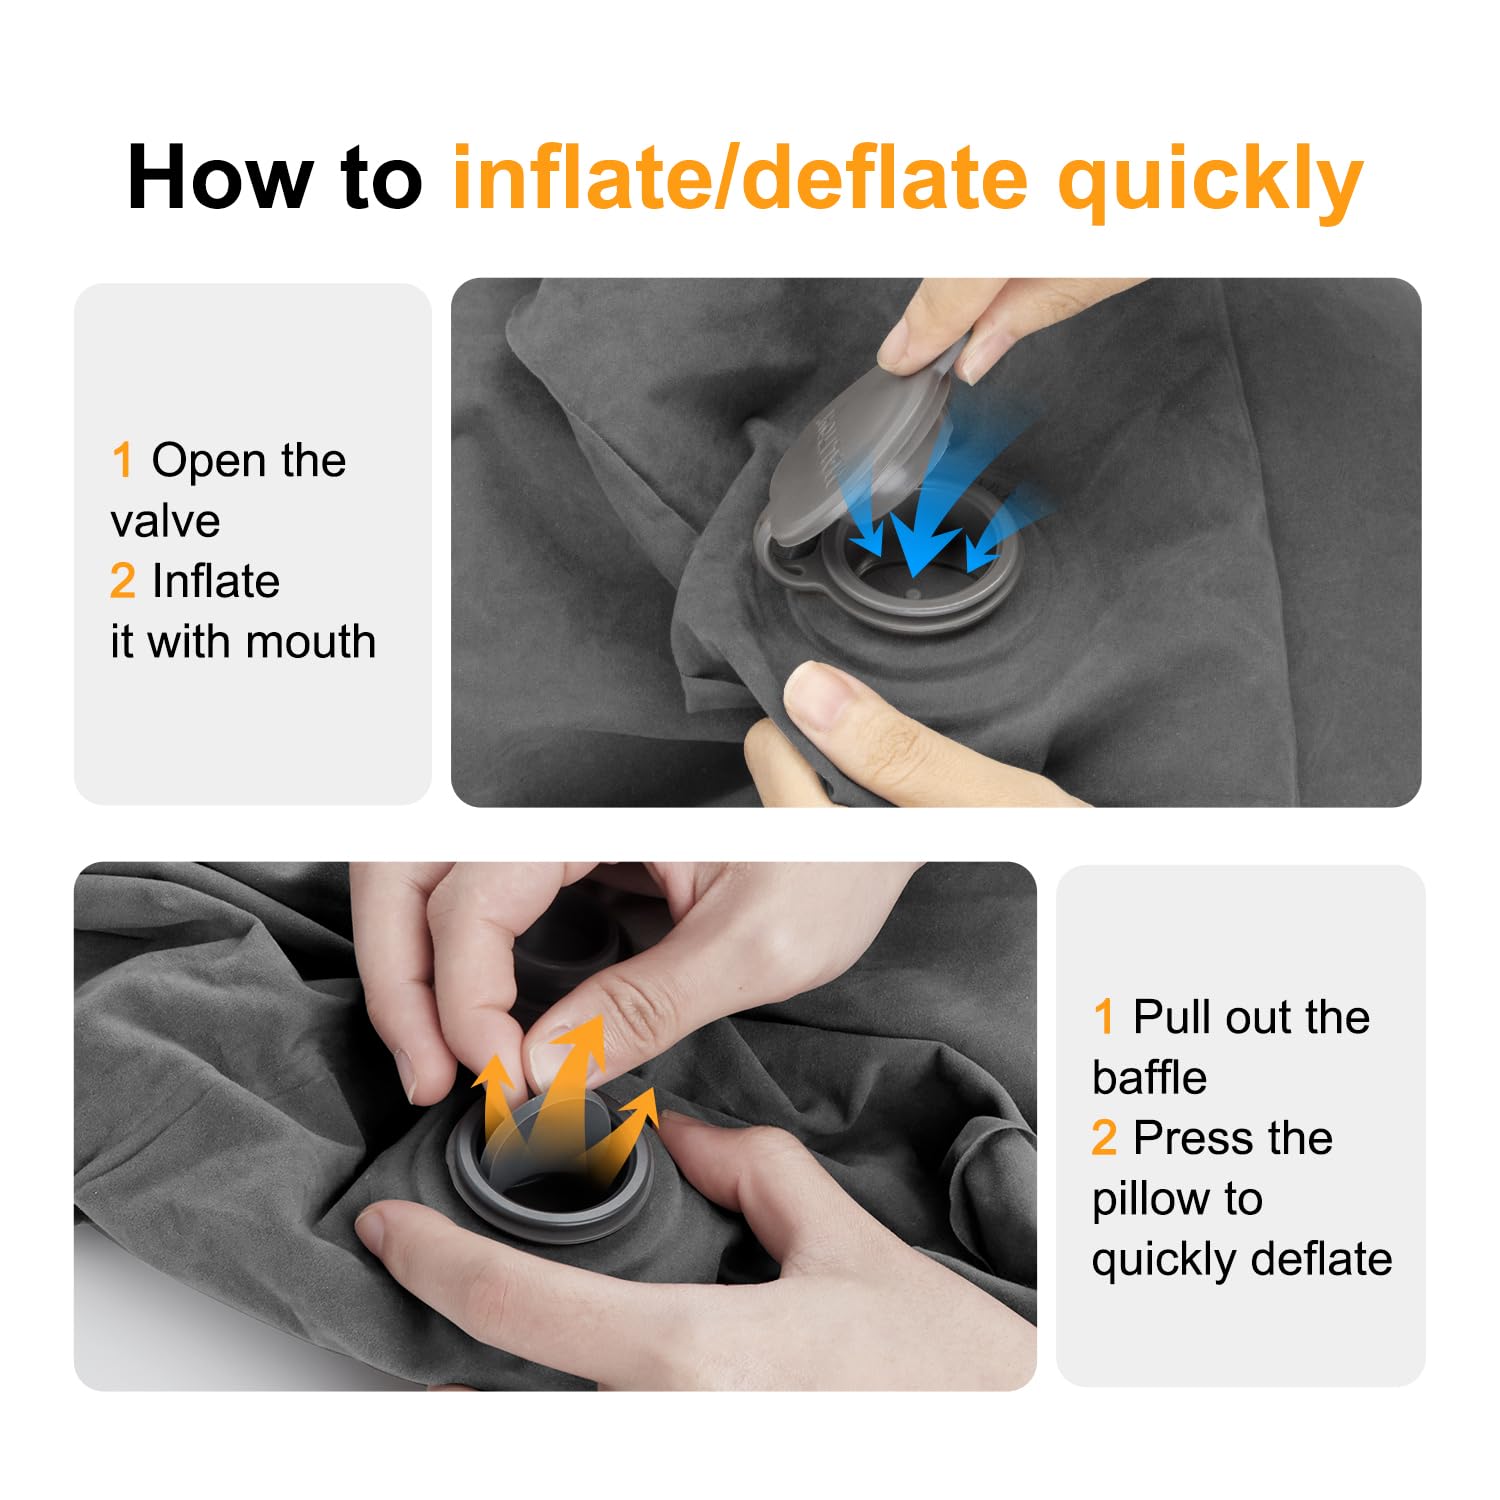 How to inflate/deflate quickly
1 Open the
valve
2 Inflate
it with mouth
1 Pull out the
baffle
2 Press the
pillow to
quickly deflate